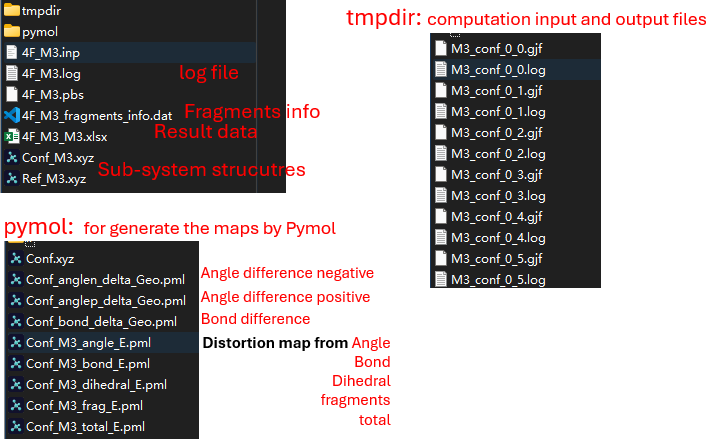 tmpdir
pymol
4F_M3.inp
4F_M3.log
log file
4F_M3.pbs
4F_M3_fragments_info.dat
Fragments info
4F_M3_M3.xlsx
Result data
Conf_M3.xyz
Sub-system strucutres
Ref_M3.xyz
tmpdir: computation input and output files
M3_conf_0_0.gjf
M3_conf_0_0.log
M3_conf_0_1.gjf
M3_conf_0_1.log
M3_conf_0_2.gjf
M3_conf_0_2.log
M3_conf_0_3.gjf
M3_conf_0_3.log
M3_conf_0_4.gjf
M3_conf_0_4.log
M3_conf_0_5.gjf
M3_conf_0_5.log
pymol: for generate the maps by Pymol
Conf.xyz
Conf_anglen_delta_Geo.pml
Angle difference negative
Conf_anglep_delta_Geo.pml
Angle difference positive
Conf_bond_delta_Geo.pml
Bond difference
Conf_M3_angle_E.pml
Distortion map from Angle
Conf_M3_bond_E.pml
Bond
Conf_M3_dihedral_E.pml
Dihedral
Conf_M3_frag_E.pml
fragments
Conf_M3_total_E.pml
total